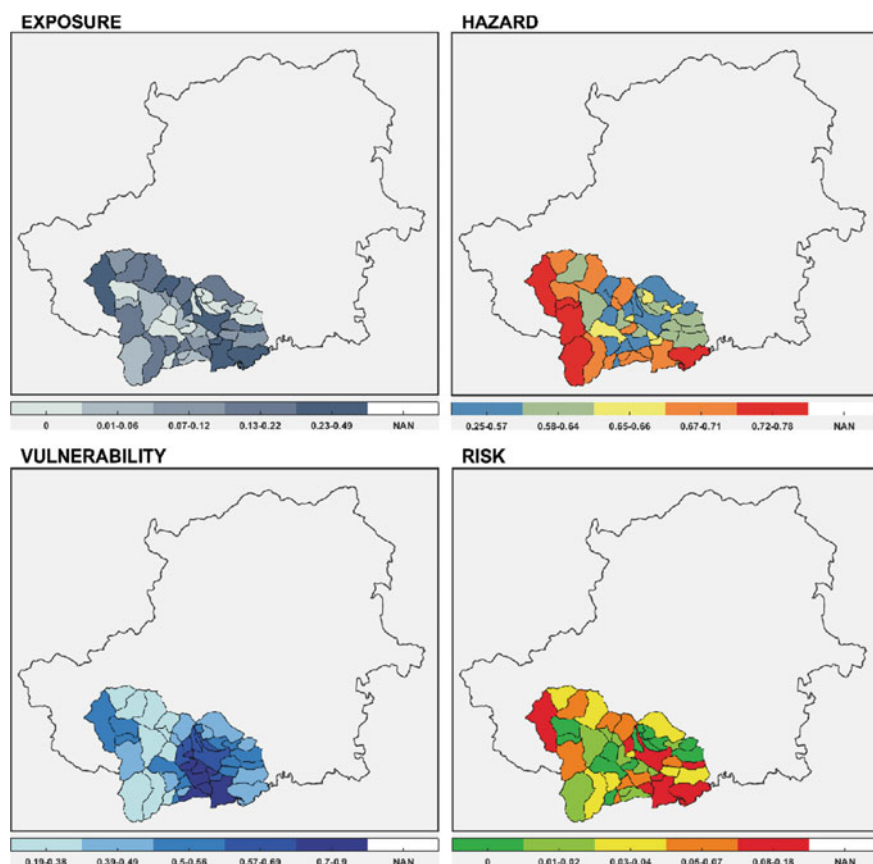 EXPOSURE
HAZARD
0 0.01-0.06 0.07-0.12 0.13-0.22 0.23-0.49 NAN
0.25-0.57 0.58-0.64 0.65-0.66 0.67-0.71 0.72-0.78 NAN
VULNERABILITY
RISK
0.19-0.38 0.39-0.49 0.5-0.56 0.57-0.69 0.7-0.9 NAN
0 0.01-0.02 0.03-0.04 0.05-0.07 0.08-0.18 NAN